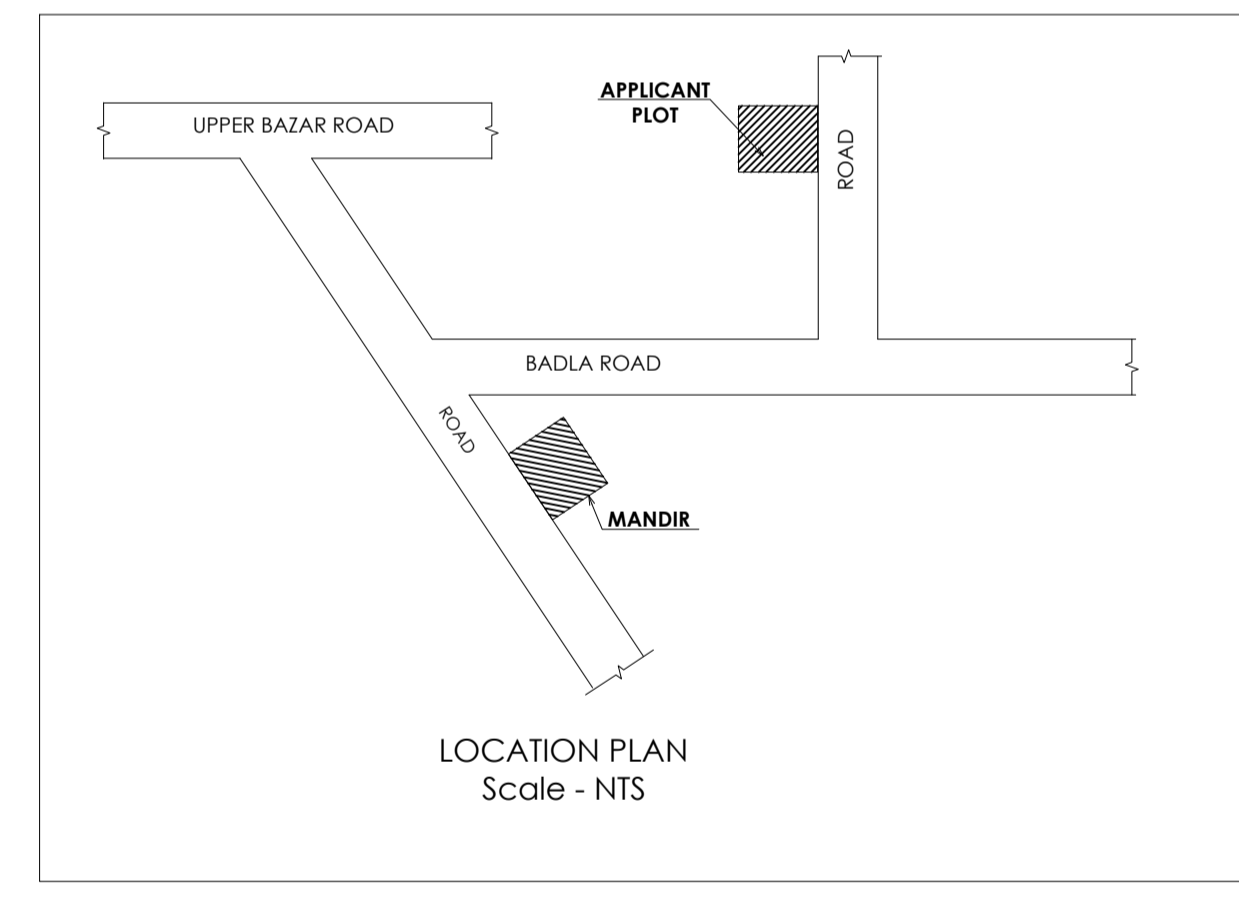 APPLICANT
PLOT
UPPER BAZAR ROAD
ROAD
BADLA ROAD
ROAD
MANDIR
LOCATION PLAN
Scale - NTS